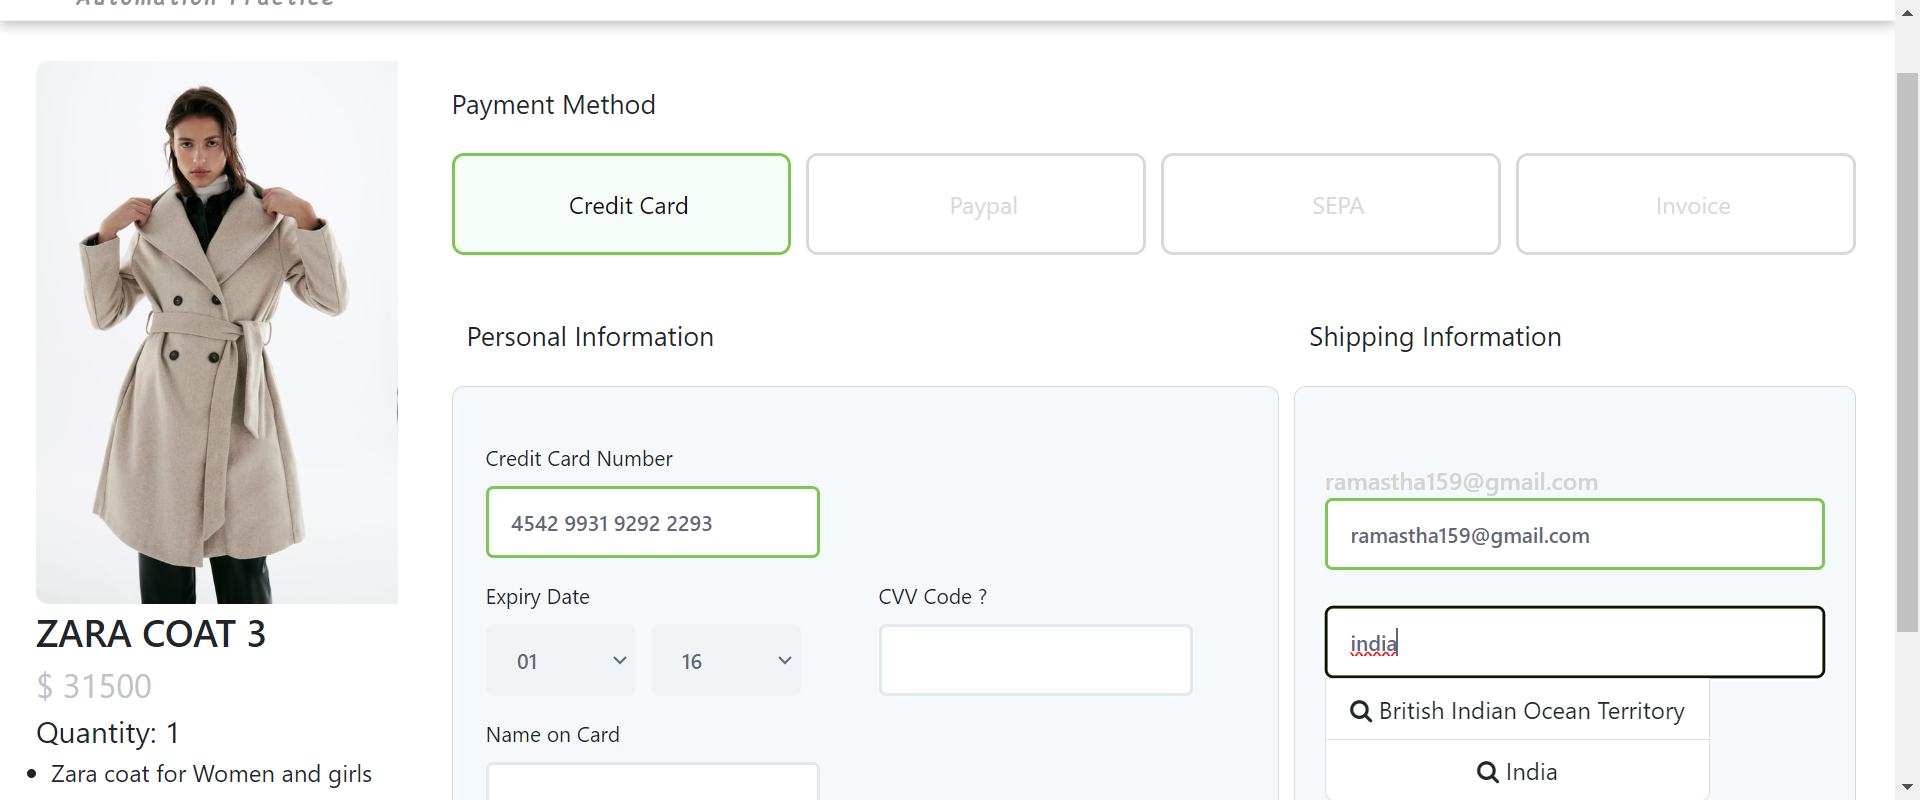 Automation Practice
Payment Method
Credit Card
Paypal
SEPA
Invoice
Personal Information
Shipping Information
Credit Card Number
4542 9931 9292 2293
Expiry Date
01
16
CVV Code ?
Name on Card
ramastha159@gmail.com
ramastha159@gmail.com
india
British Indian Ocean Territory
India
ZARA COAT 3
$ 31500
Quantity: 1
Zara coat for Women and girls